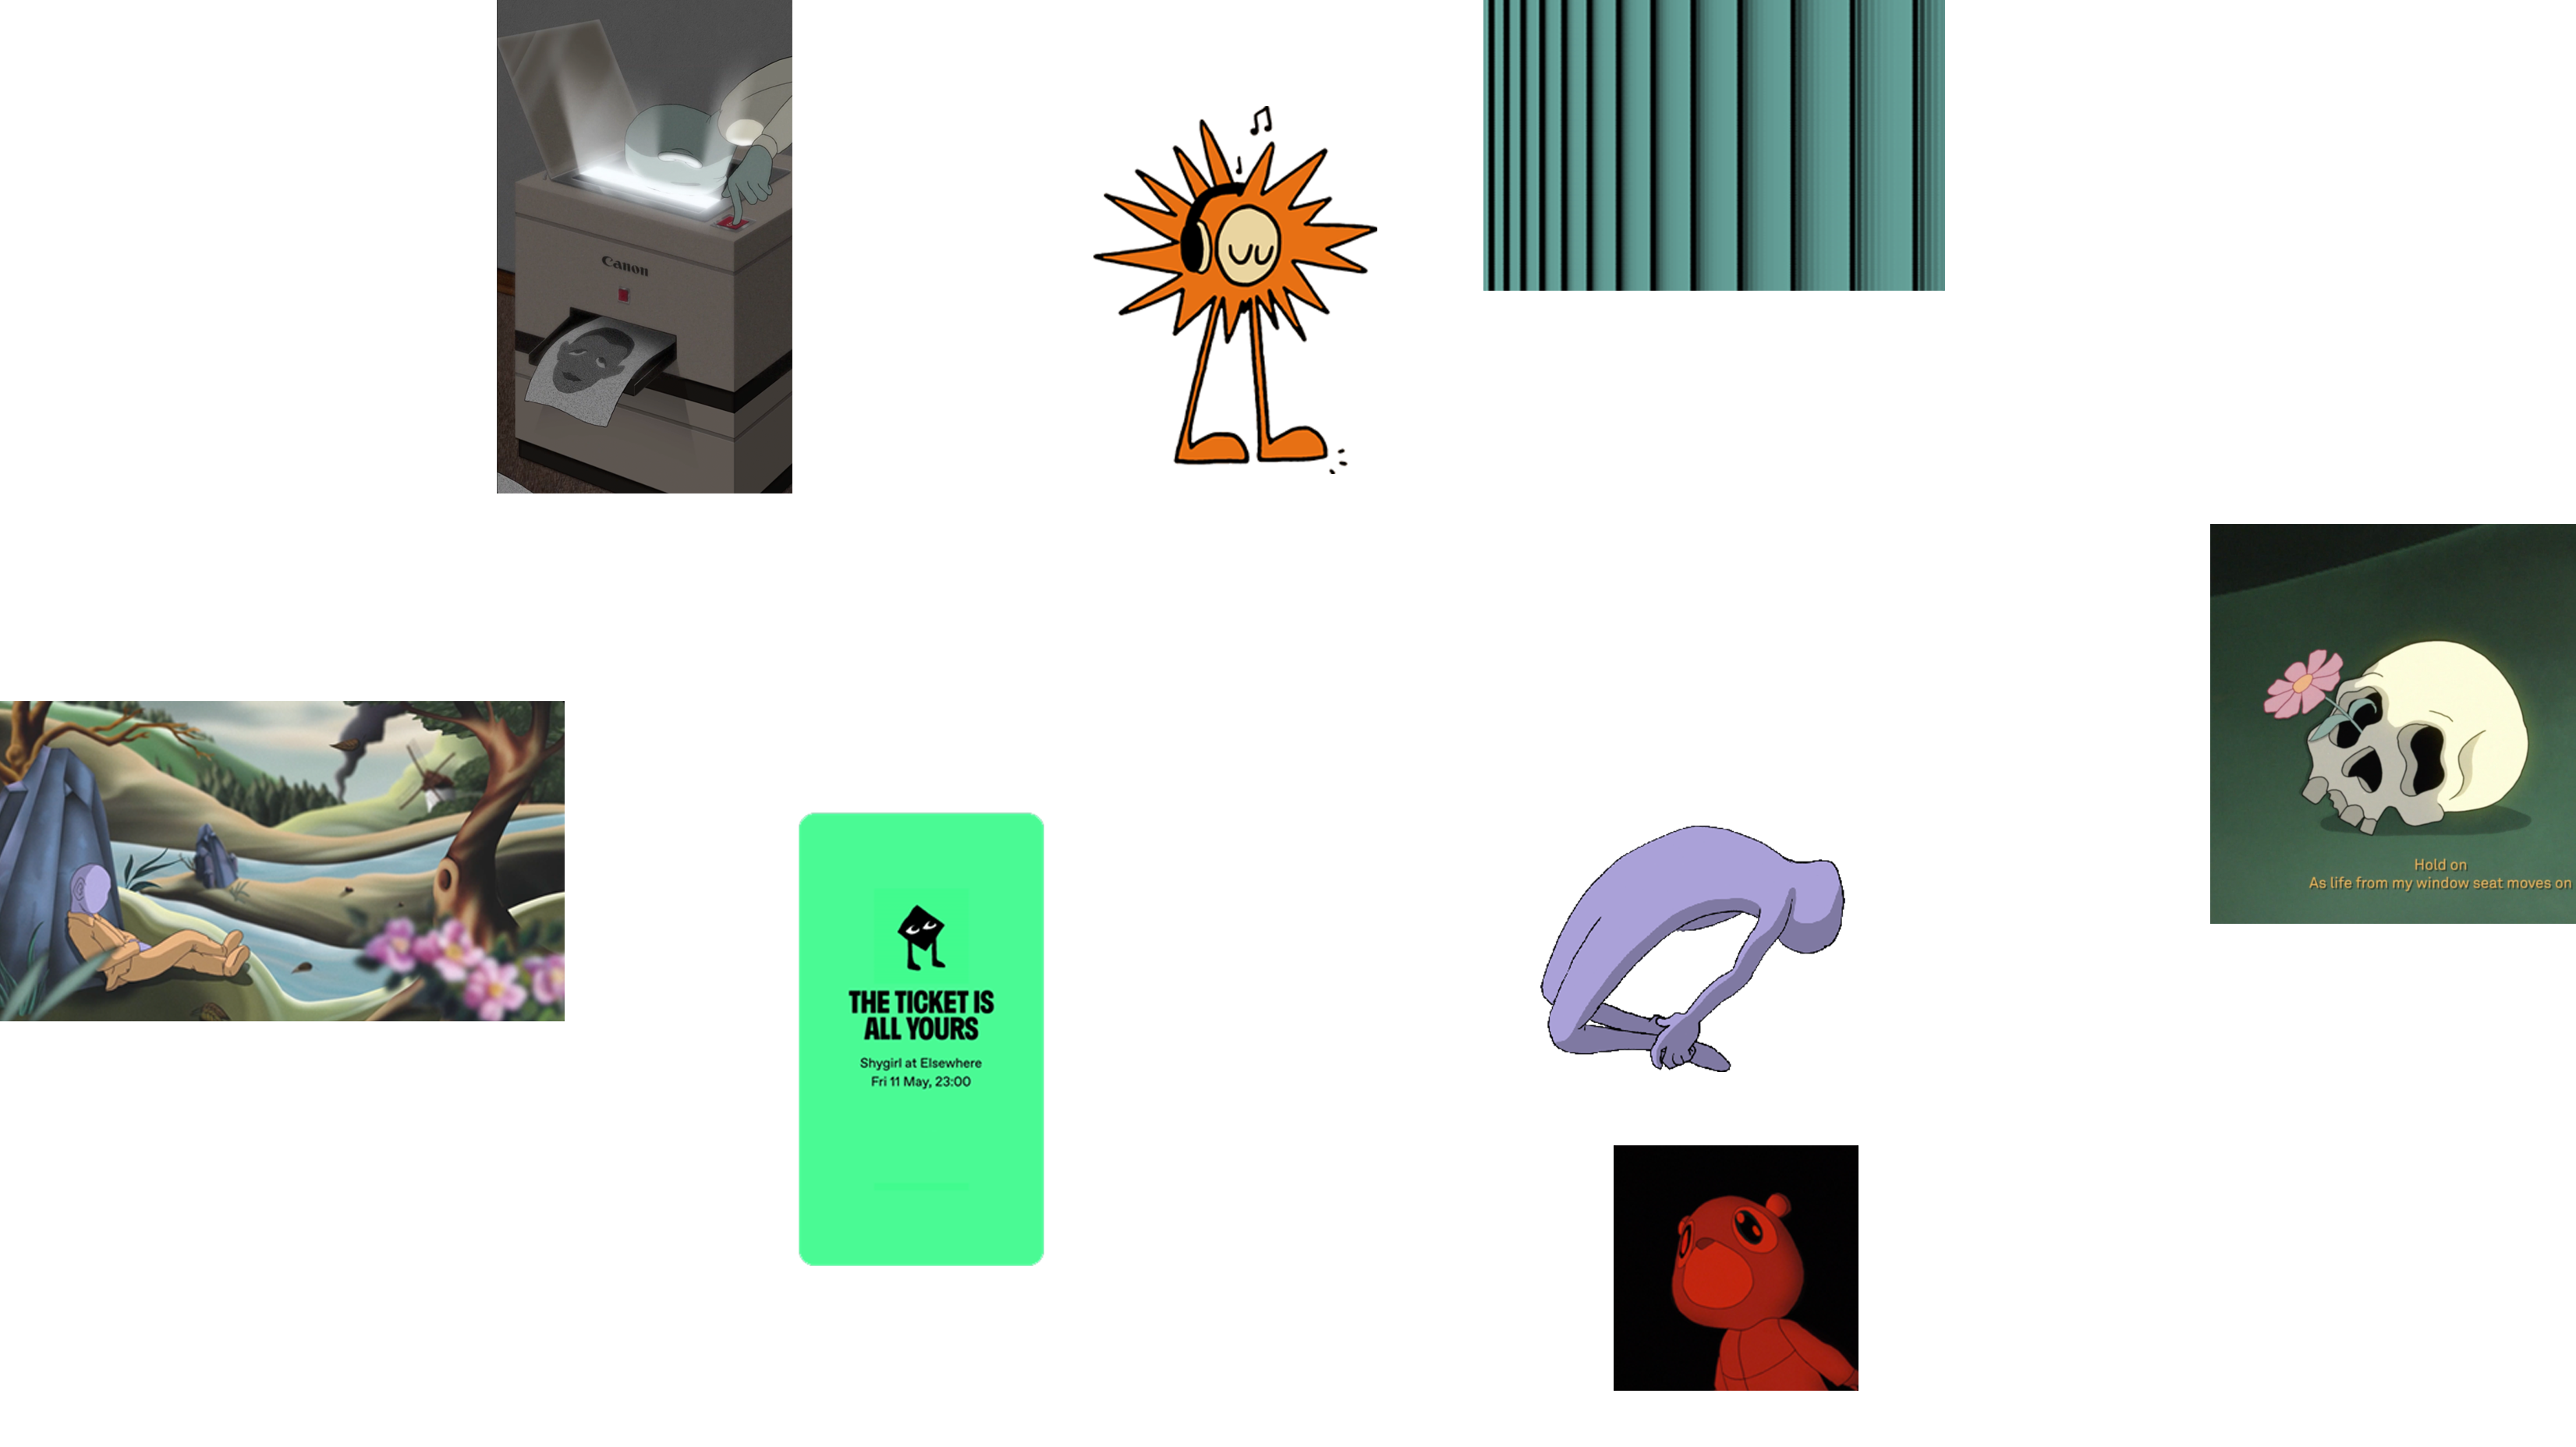 Canon
Hold on
As life from my window seat moves on
THE TICKET IS
ALL YOURS
Shygirl at Elsewhere
Fri 11 May, 23:00